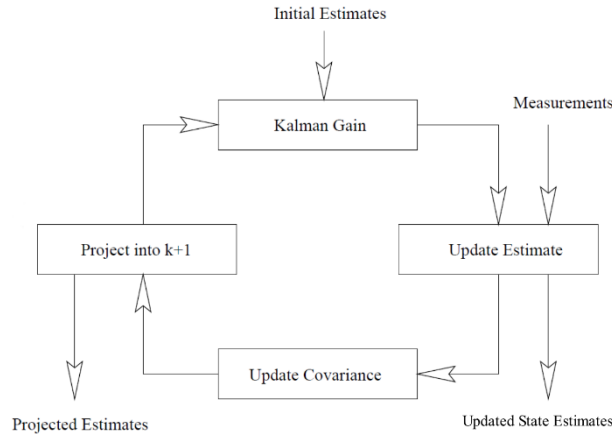 Initial Estimates
Measurements
Kalman Gain
Project into k+1
Update Estimate
Update Covariance
Projected Estimates
Updated State Estimates